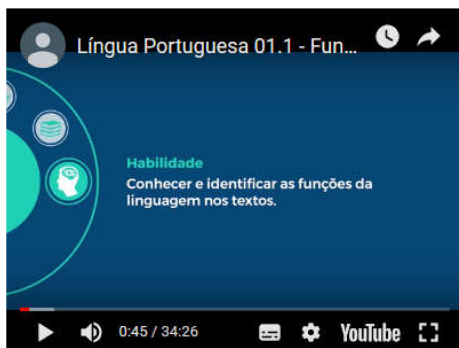 Língua Portuguesa 01.1 - Fun...
Habilidade
Conhecer e identificar as funções da
linguagem nos textos.
0:45 / 34:26
YouTube